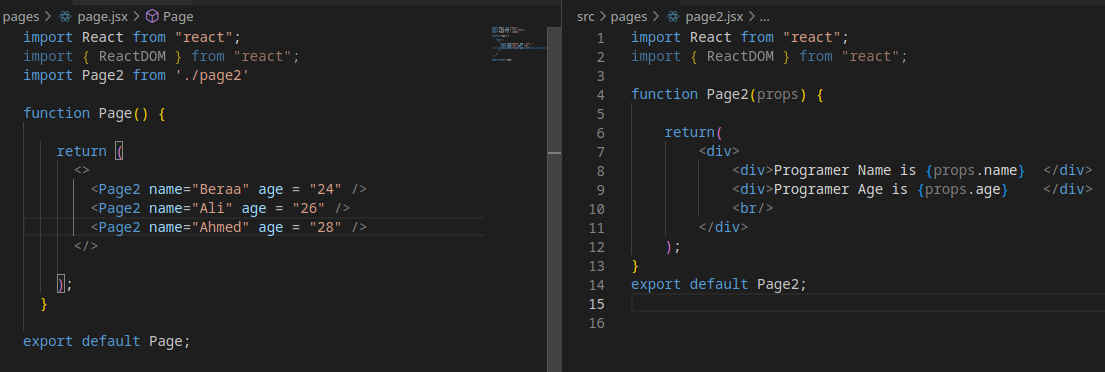 pages > page.jsx > Page
import React from "react";
import { ReactDOM } from "react";
import Page2 from './page2'
function Page() {
return (
<>
<Page2 name="Beraa" age = "24" />
<Page2 name="Ali" age = "26" />
<Page2 name="Ahmed" age = "28" />
</>
);
}
export default Page;
src > pages > page2.jsx > ...
1 import React from "react";
2 import { ReactDOM } from "react";
3
4 function Page2(props) {
5
6 return(
7 <div>
8 <div>Programer Name is {props.name}  </div>
9 <div>Programer Age is {props.age}    </div>
10 <br/>
11 </div>
12 );
13 }
14 export default Page2;
15
16